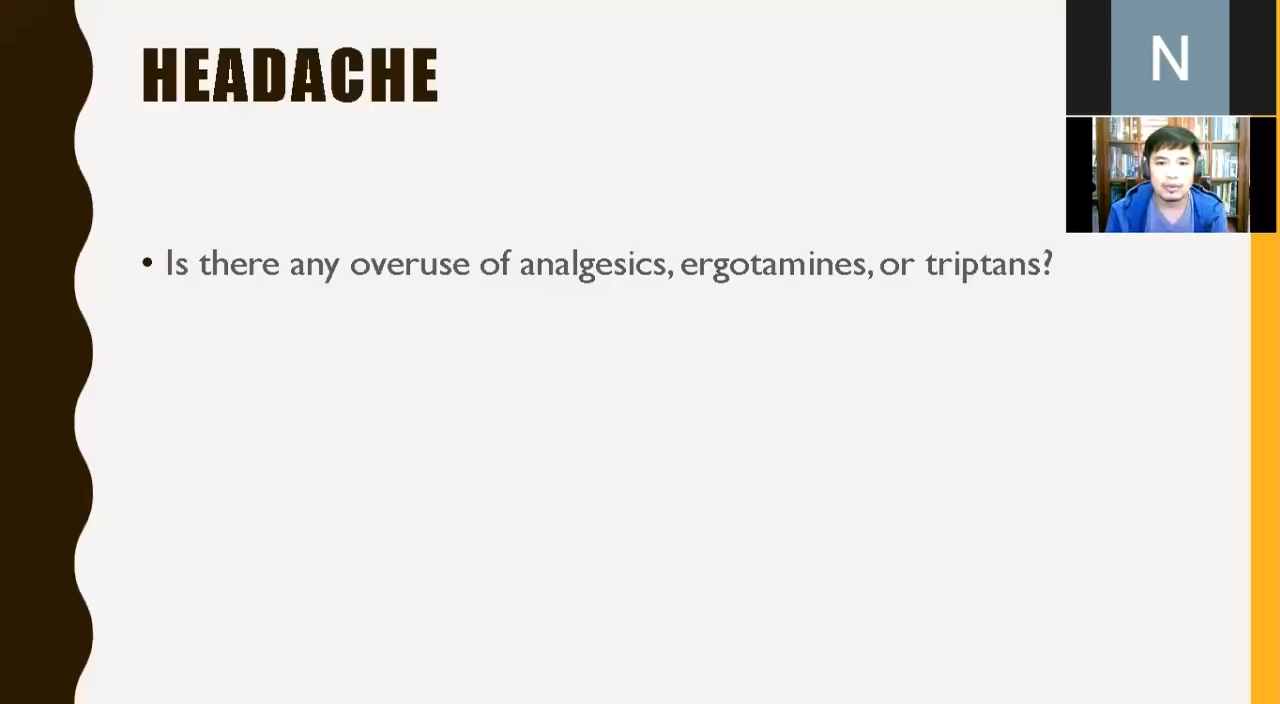 HEADACHE
N
• Is there any overuse of analgesics, ergotamines, or triptans?